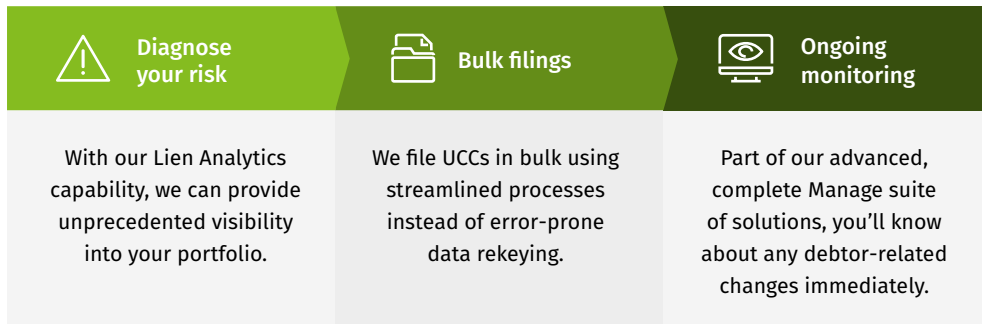 Diagnose
your risk
Bulk filings
Ongoing
monitoring
With our Lien Analytics
capability, we can provide
unprecedented visibility
into your portfolio.
We file UCCs in bulk using
streamlined processes
instead of error-prone
data rekeying.
Part of our advanced,
complete Manage suite
of solutions, you’ll know
about any debtor-related
changes immediately.